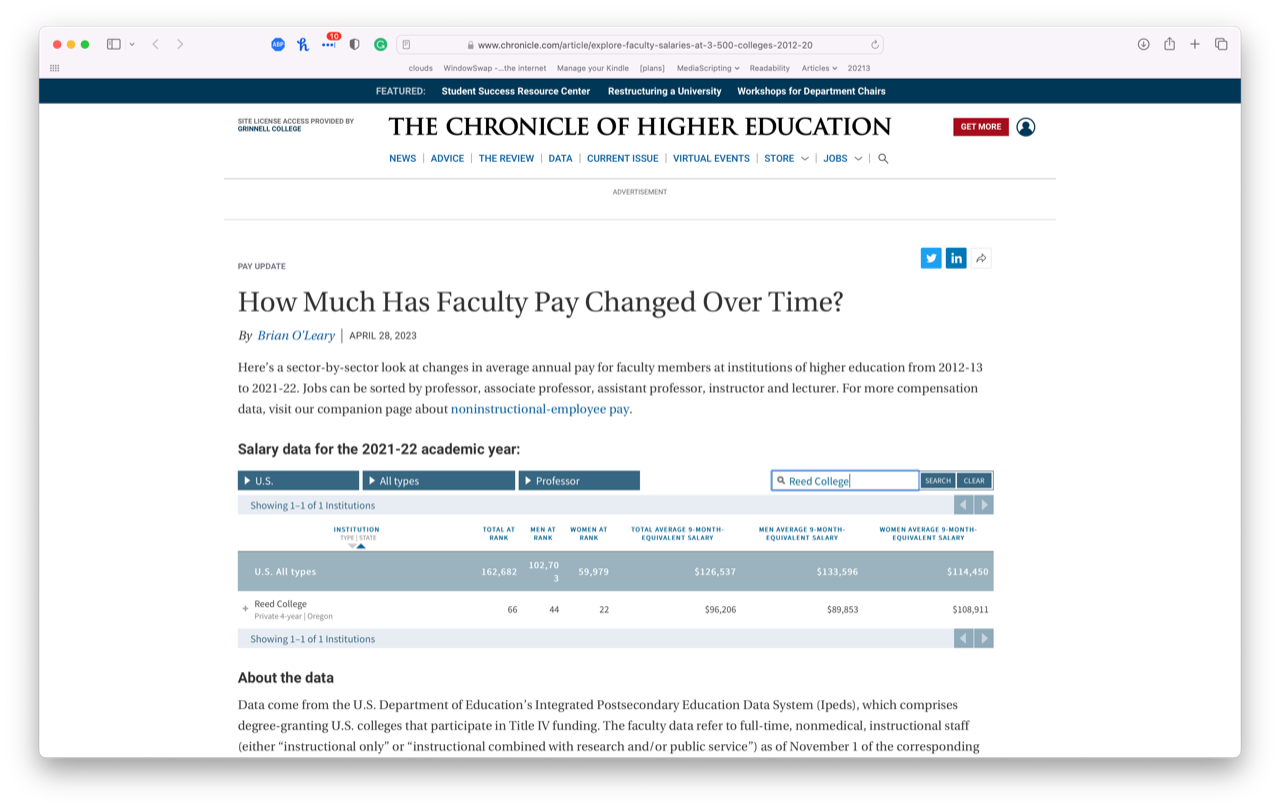 10
www.chronicle.com/article/explore-faculty-salaries-at-3-500-colleges-2012-20
clouds WindowSwap -...the internet Manage your Kindle [plans] MediaScripting Readability Articles 20213
FEATURED: Student Success Resource Center Restructuring a University Workshops for Department Chairs
SITE LICENSE ACCESS PROVIDED BY
GRINNELL COLLEGE
THE CHRONICLE OF HIGHER EDUCATION
GET MORE
NEWS | ADVICE | THE REVIEW | DATA | CURRENT ISSUE | VIRTUAL EVENTS | STORE | JOBS |
ADVERTISEMENT
PAY UPDATE
in
How Much Has Faculty Pay Changed Over Time?
By Brian O'Leary | APRIL 28, 2023
Here's a sector-by-sector look at changes in average annual pay for faculty members at institutions of higher education from 2012-13
to 2021-22. Jobs can be sorted by professor, associate professor, assistant professor, instructor and lecturer. For more compensation
data, visit our companion page about noninstructional-employee pay.
Salary data for the 2021-22 academic year:
U.S. All types Professor Reed College SEARCH CLEAR
Showing 1–1 of 1 Institutions
INSTITUTION TOTAL AT MEN AT WOMEN AT TOTAL AVERAGE 9-MONTH- MEN AVERAGE 9-MONTH- WOMEN AVERAGE 9-MONTH-
TYPE | STATE RANK RANK RANK EQUIVALENT SALARY EQUIVALENT SALARY EQUIVALENT SALARY
U.S. All types 162,682 102,70
3 59,979 $126,537 $133,596 $114,450
+ Reed College 66 44 22 $96,206 $89,853 $108,911
Private 4-year | Oregon
Showing 1–1 of 1 Institutions
About the data
Data come from the U.S. Department of Education's Integrated Postsecondary Education Data System (Ipeds), which comprises
degree-granting U.S. colleges that participate in Title IV funding. The faculty data refer to full-time, nonmedical, instructional staff
(either “instructional only” or “instructional combined with research and/or public service”) as of November 1 of the corresponding